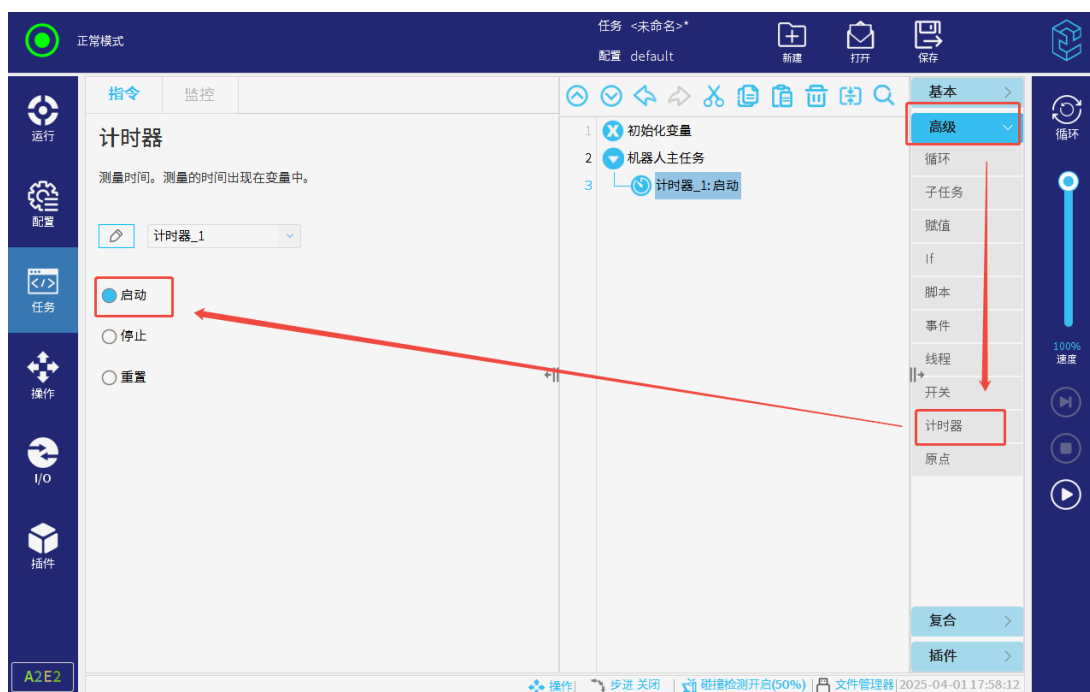 正常模式
任务 <未命名>*
配置 default
新建
打开
保存
运行
配置
任务
操作
I/O
插件
A2E2
指令
监控
计时器
测量时间。测量的时间出现在变量中。
计时器_1
启动
停止
重置
1 初始化变量
2 机器人主任务
3 计时器_1: 启动
基本
高级
循环
子任务
赋值
If
脚本
事件
线程
开关
计时器
原点
复合
插件
循环
100%
速度
操作
步进 关闭
碰撞检测开启(50%)
文件管理器
2025-04-01 17:58:12